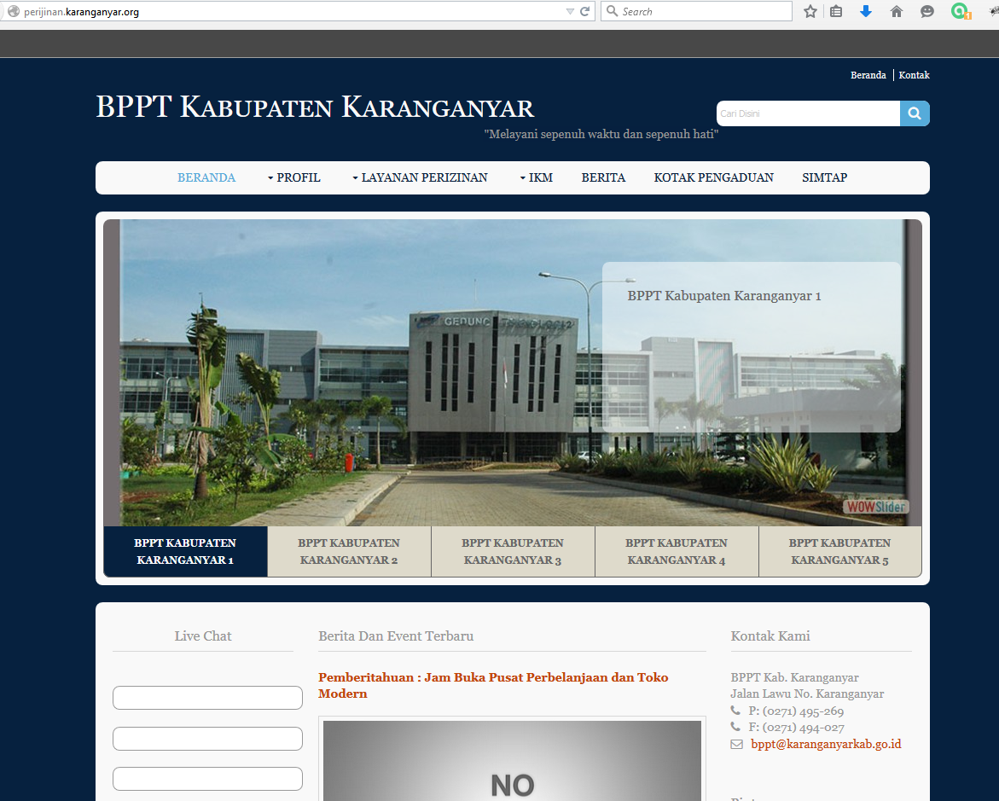 perijinan.karanganyar.org
Search
1
Beranda
Kontak
BPPT KABUPATEN KARANGANYAR
Cari Disini
"Melayani sepenuh waktu dan sepenuh hati"
BERANDA
PROFIL
LAYANAN PERIZINAN
IKM
BERITA
KOTAK PENGADUAN
SIMTAP
BPPT Kabupaten Karanganyar 1
GEDUNG
WOWSlider
BPPT KABUPATEN
KARANGANYAR 1
BPPT KABUPATEN
KARANGANYAR 2
BPPT KABUPATEN
KARANGANYAR 3
BPPT KABUPATEN
KARANGANYAR 4
BPPT KABUPATEN
KARANGANYAR 5
Live Chat
Berita Dan Event Terbaru
Pemberitahuan : Jam Buka Pusat Perbelanjaan dan Toko
Modern
NO
Kontak Kami
BPPT Kab. Karanganyar
Jalan Lawu No. Karanganyar
P: (0271) 495-269
F: (0271) 494-027
bppt@karanganyarkab.go.id